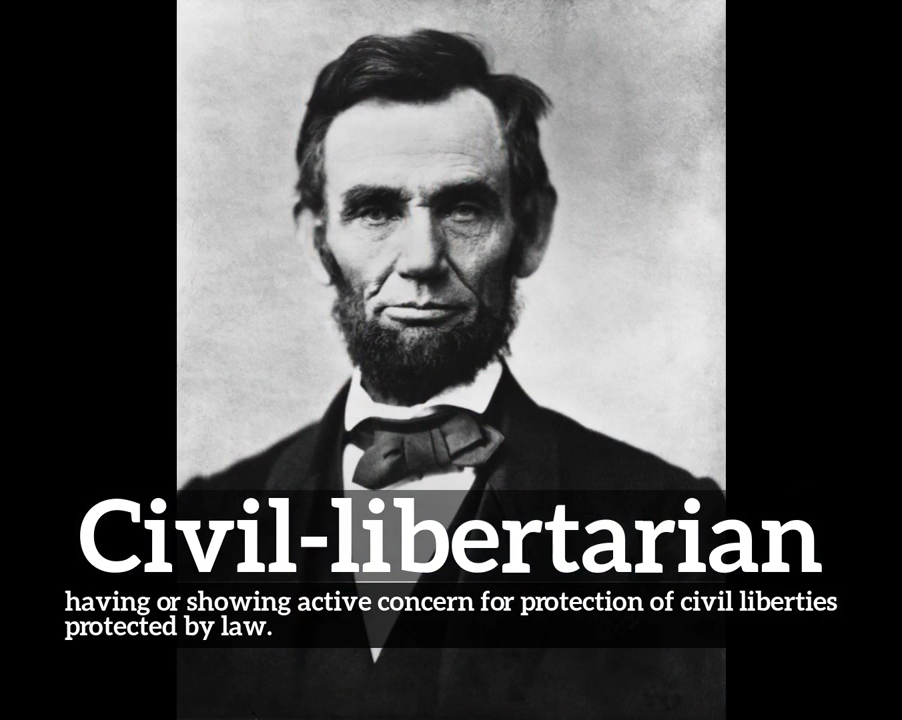 Civil-libertarian
having or showing active concern for protection of civil liberties
protected by law.